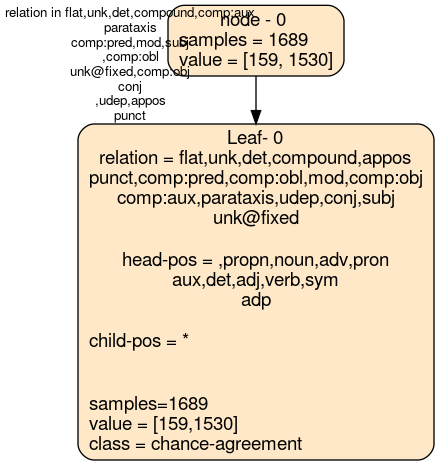 relation in flat,unk,det,compound,comp:aux
parataxis
comp:pred,mod,subj
,comp:obl
unk@fixed,comp:obj
conj
,udep,appos
punct
node - 0
samples = 1689
value = [159, 1530]
Leaf- 0
relation = flat,unk,det,compound,appos
punct,comp:pred,comp:obl,mod,comp:obj
comp:aux,parataxis,udep,conj,subj
unk@fixed
head-pos = ,propn,noun,adv,pron
aux,det,adj,verb,sym
adp
child-pos = *
samples=1689
value = [159,1530]
class = chance-agreement